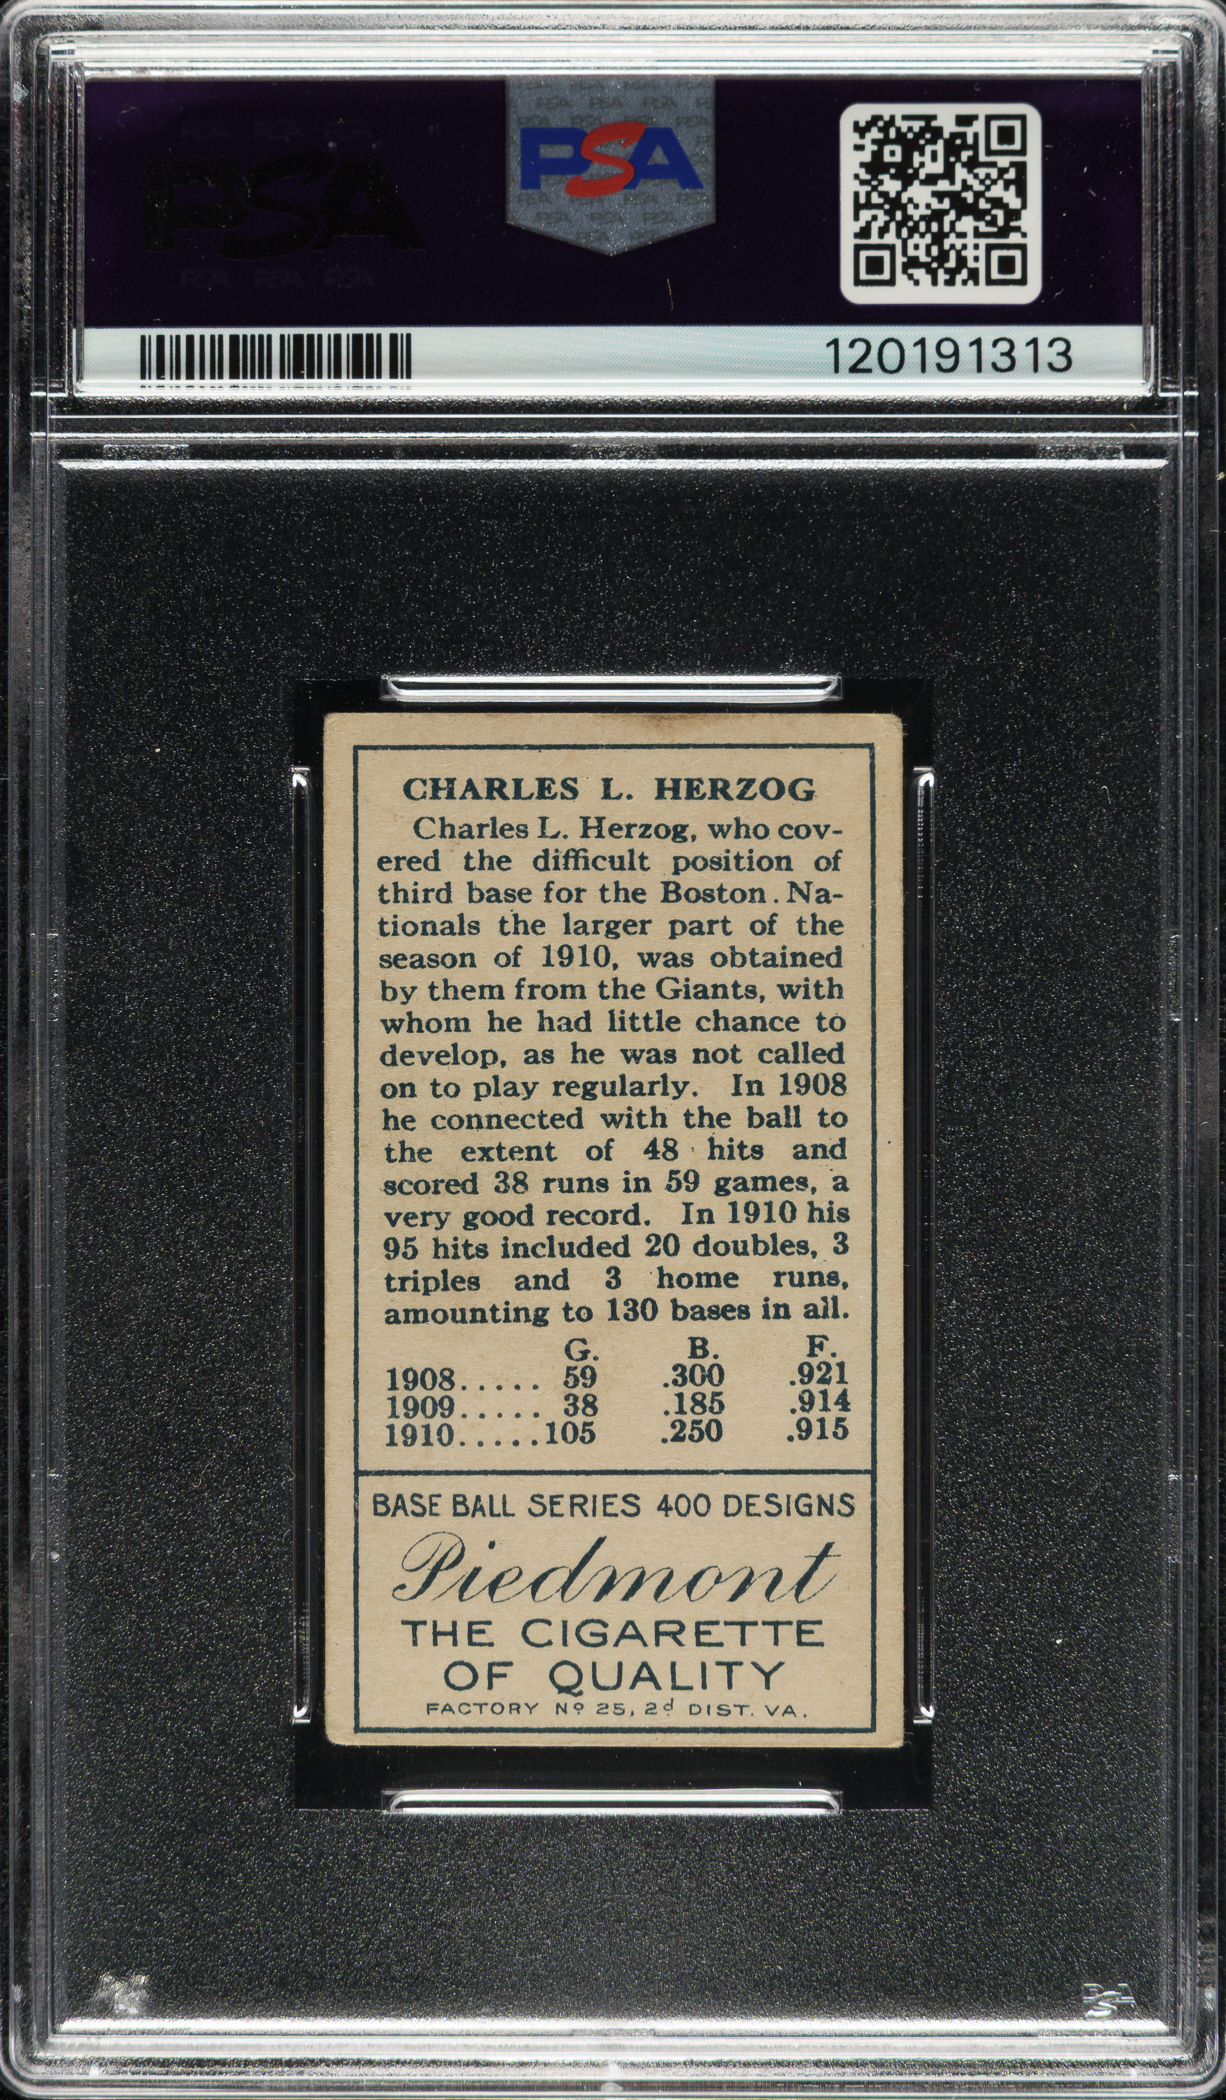 PSA
PSA
120191313
CHARLES L. HERZOG
Charles L. Herzog, who cov-
ered the difficult position of
third base for the Boston Na-
tionals the larger part of the
season of 1910, was obtained
by them from the Giants, with
whom he had little chance to
develop, as he was not called
on to play regularly. In 1908
he connected with the ball to
the extent of 48 hits and
scored 38 runs in 59 games, a
very good record. In 1910 his
95 hits included 20 doubles, 3
triples and 3 home runs,
amounting to 130 bases in all.
G. B. F.
1908..... 59 .300 .921
1909..... 38 .185 .914
1910.....105 .250 .915
BASE BALL SERIES 400 DESIGNS
Piedmont
THE CIGARETTE
OF QUALITY
FACTORY Nº 25, 2d DIST. VA.
PSA